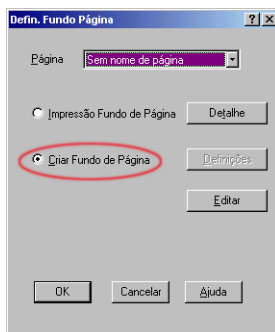 Defin. Fundo Página
Página Sem nome de página
Impressão Fundo de Página Detalhe
Criar Fundo de Página Definições
Editar
OK Cancelar Ajuda